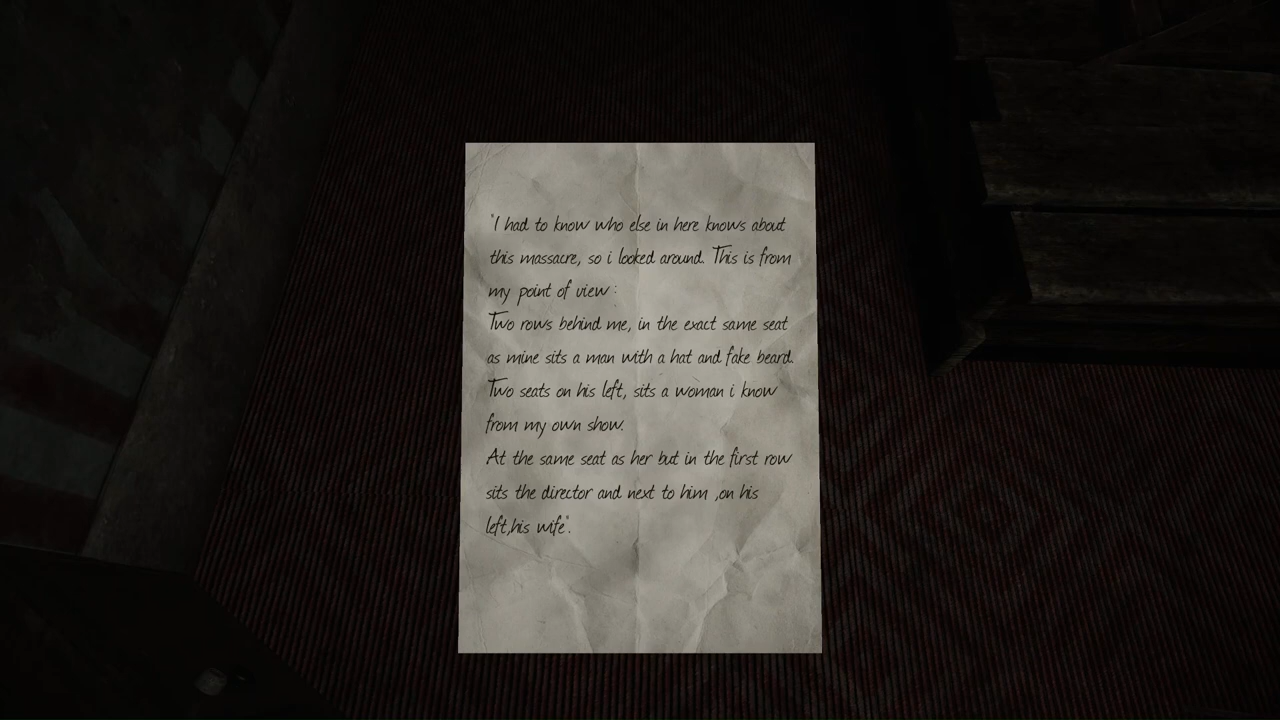 "I had to know who else in here knows about
this massacre, so i looked around. This is from
my point of view :
Two rows behind me, in the exact same seat
as mine sits a man with a hat and fake beard.
Two seats on his left, sits a woman i know
from my own show.
At the same seat as her but in the first row
sits the director and next to him ,on his
left,his wife".